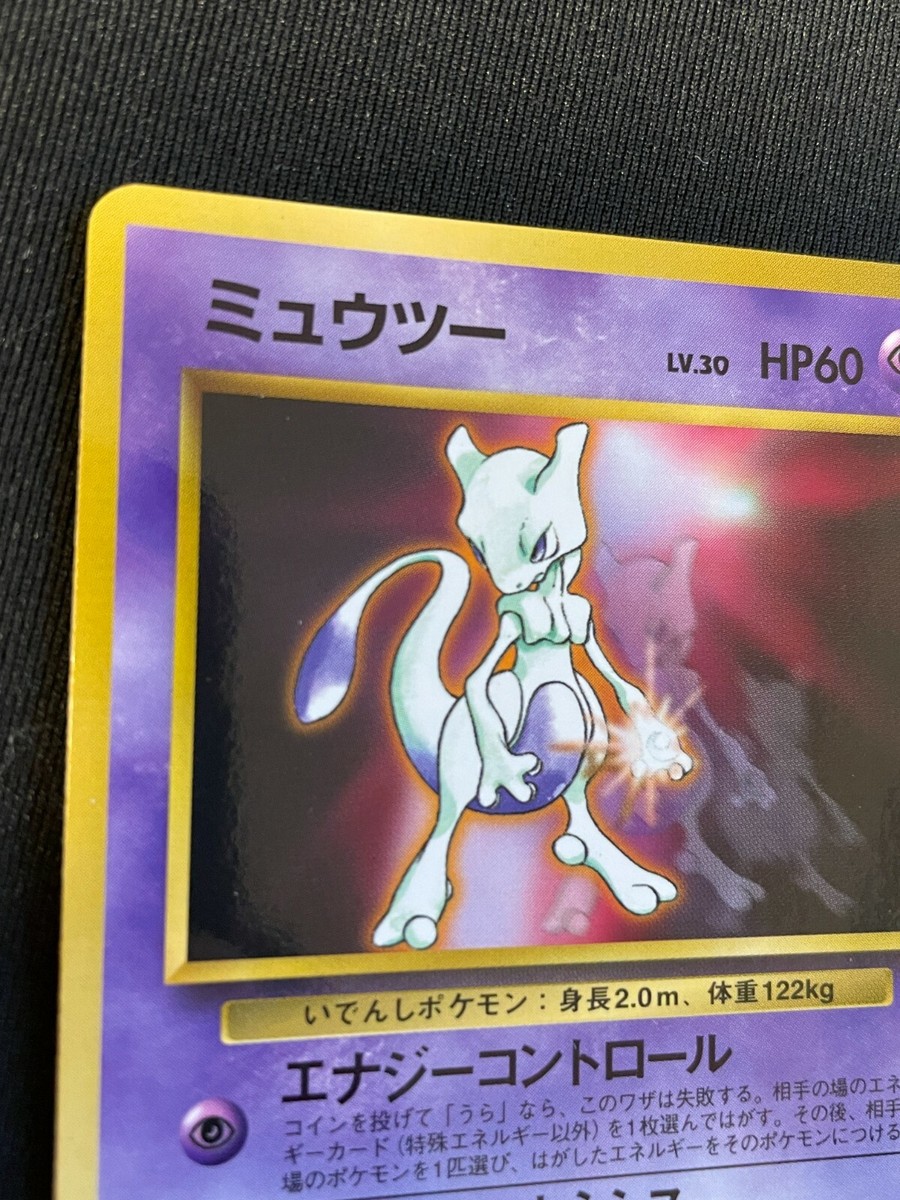 ミュウツー
LV.30 HP60
いでんしポケモン：身長2.0m、体重122kg
エナジーコントロール
コインを投げて「うら」なら、このワザは失敗する。相手の場のエネ
ギーカード（特殊エネルギー以外）を1枚選んではがす。その後、相手
場のポケモンを1匹選び、はがしたエネルギーをそのポケモンにつける